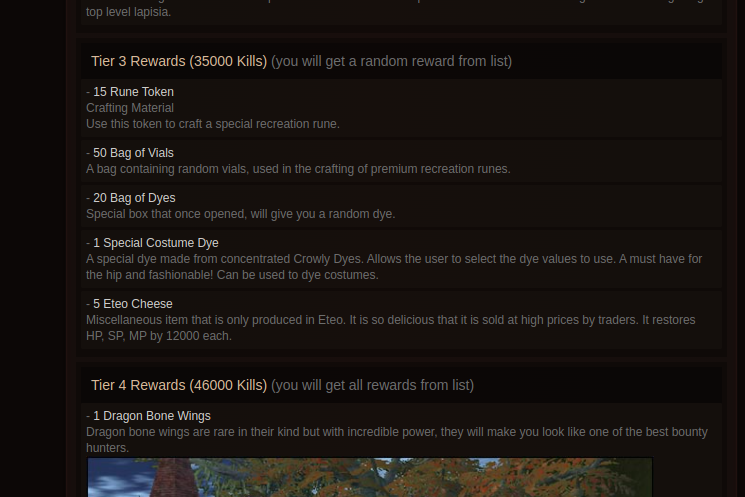 top level lapisia.
Tier 3 Rewards (35000 Kills) (you will get a random reward from list)
- 15 Rune Token
Crafting Material
Use this token to craft a special recreation rune.
- 50 Bag of Vials
A bag containing random vials, used in the crafting of premium recreation runes.
- 20 Bag of Dyes
Special box that once opened, will give you a random dye.
- 1 Special Costume Dye
A special dye made from concentrated Crowly Dyes. Allows the user to select the dye values to use. A must have for
the hip and fashionable! Can be used to dye costumes.
- 5 Eteo Cheese
Miscellaneous item that is only produced in Eteo. It is so delicious that it is sold at high prices by traders. It restores
HP, SP, MP by 12000 each.
Tier 4 Rewards (46000 Kills) (you will get all rewards from list)
- 1 Dragon Bone Wings
Dragon bone wings are rare in their kind but with incredible power, they will make you look like one of the best bounty
hunters.